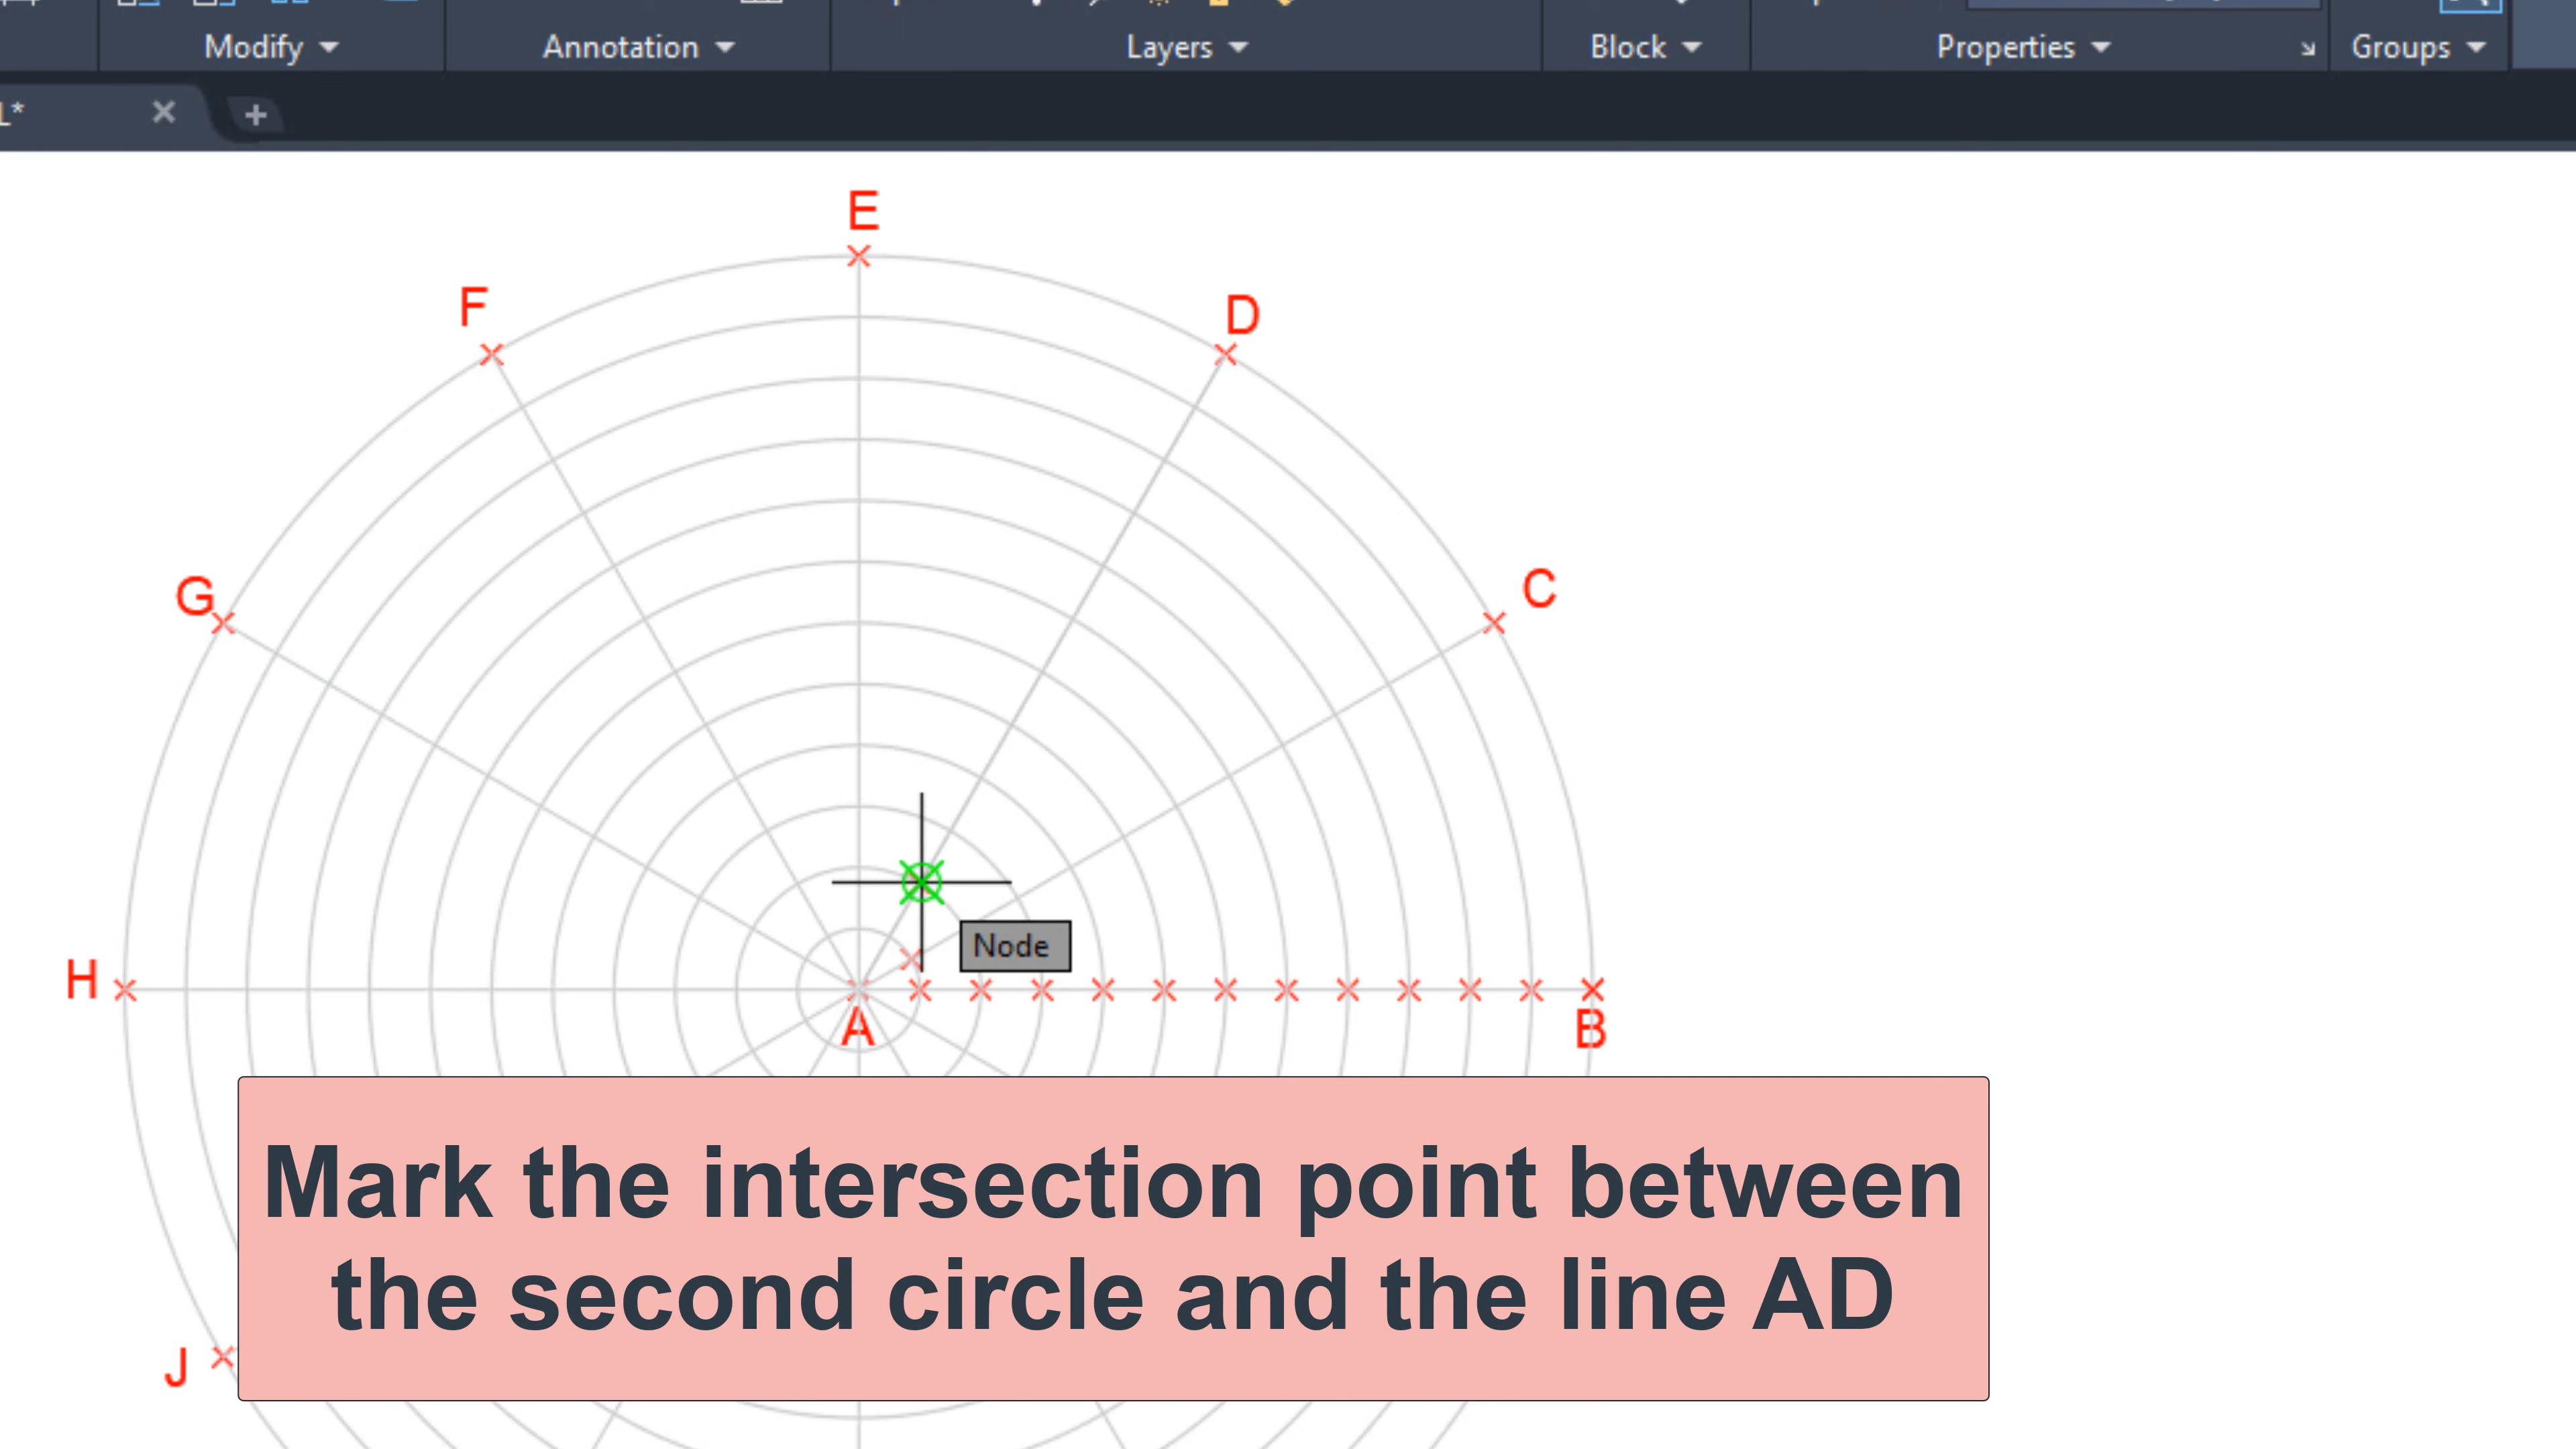 Modify Annotation Layers Block Properties Groups
L*
E
F
D
G
C
Node
H
A
B
Mark the intersection point between
the second circle and the line AD
J